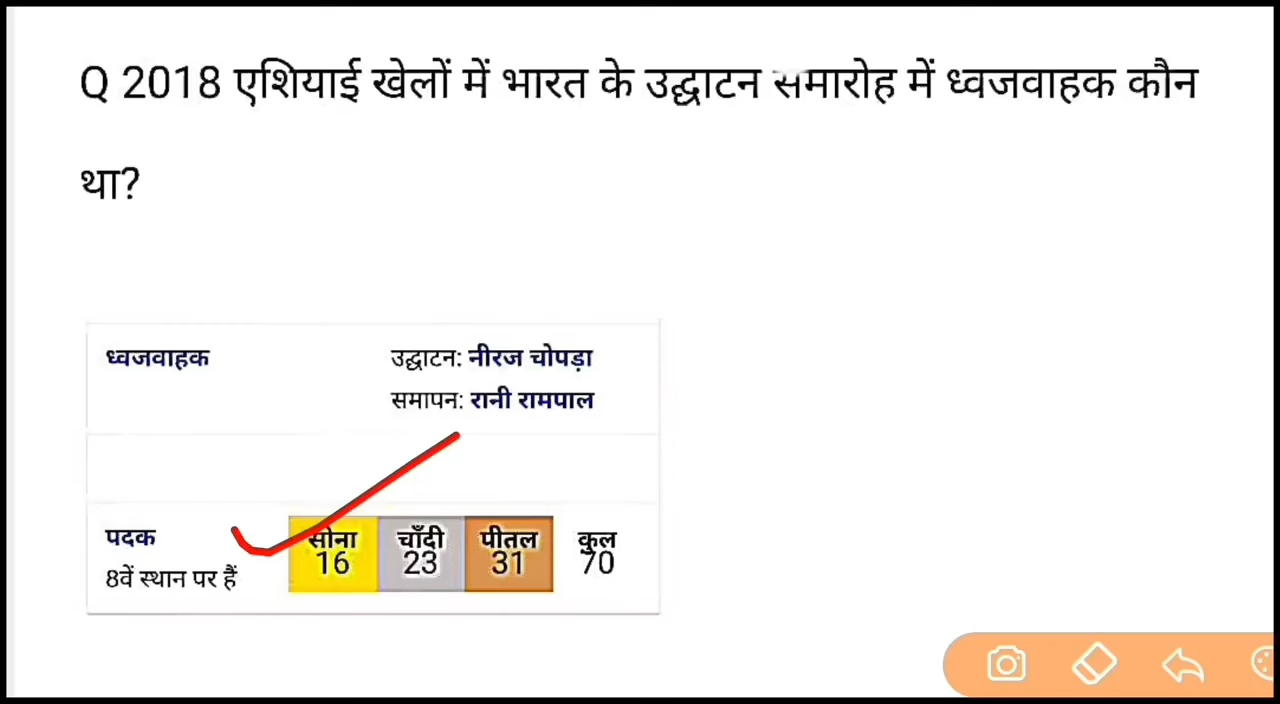 Q 2018 एशियाई खेलों में भारत के उद्घाटन समारोह में ध्वजवाहक कौन
था?
ध्वजवाहक उद्घाटन: नीरज चोपड़ा
समापन: रानी रामपाल
पदक सोना चाँदी पीतल कुल
8वें स्थान पर हैं 16 23 31 70